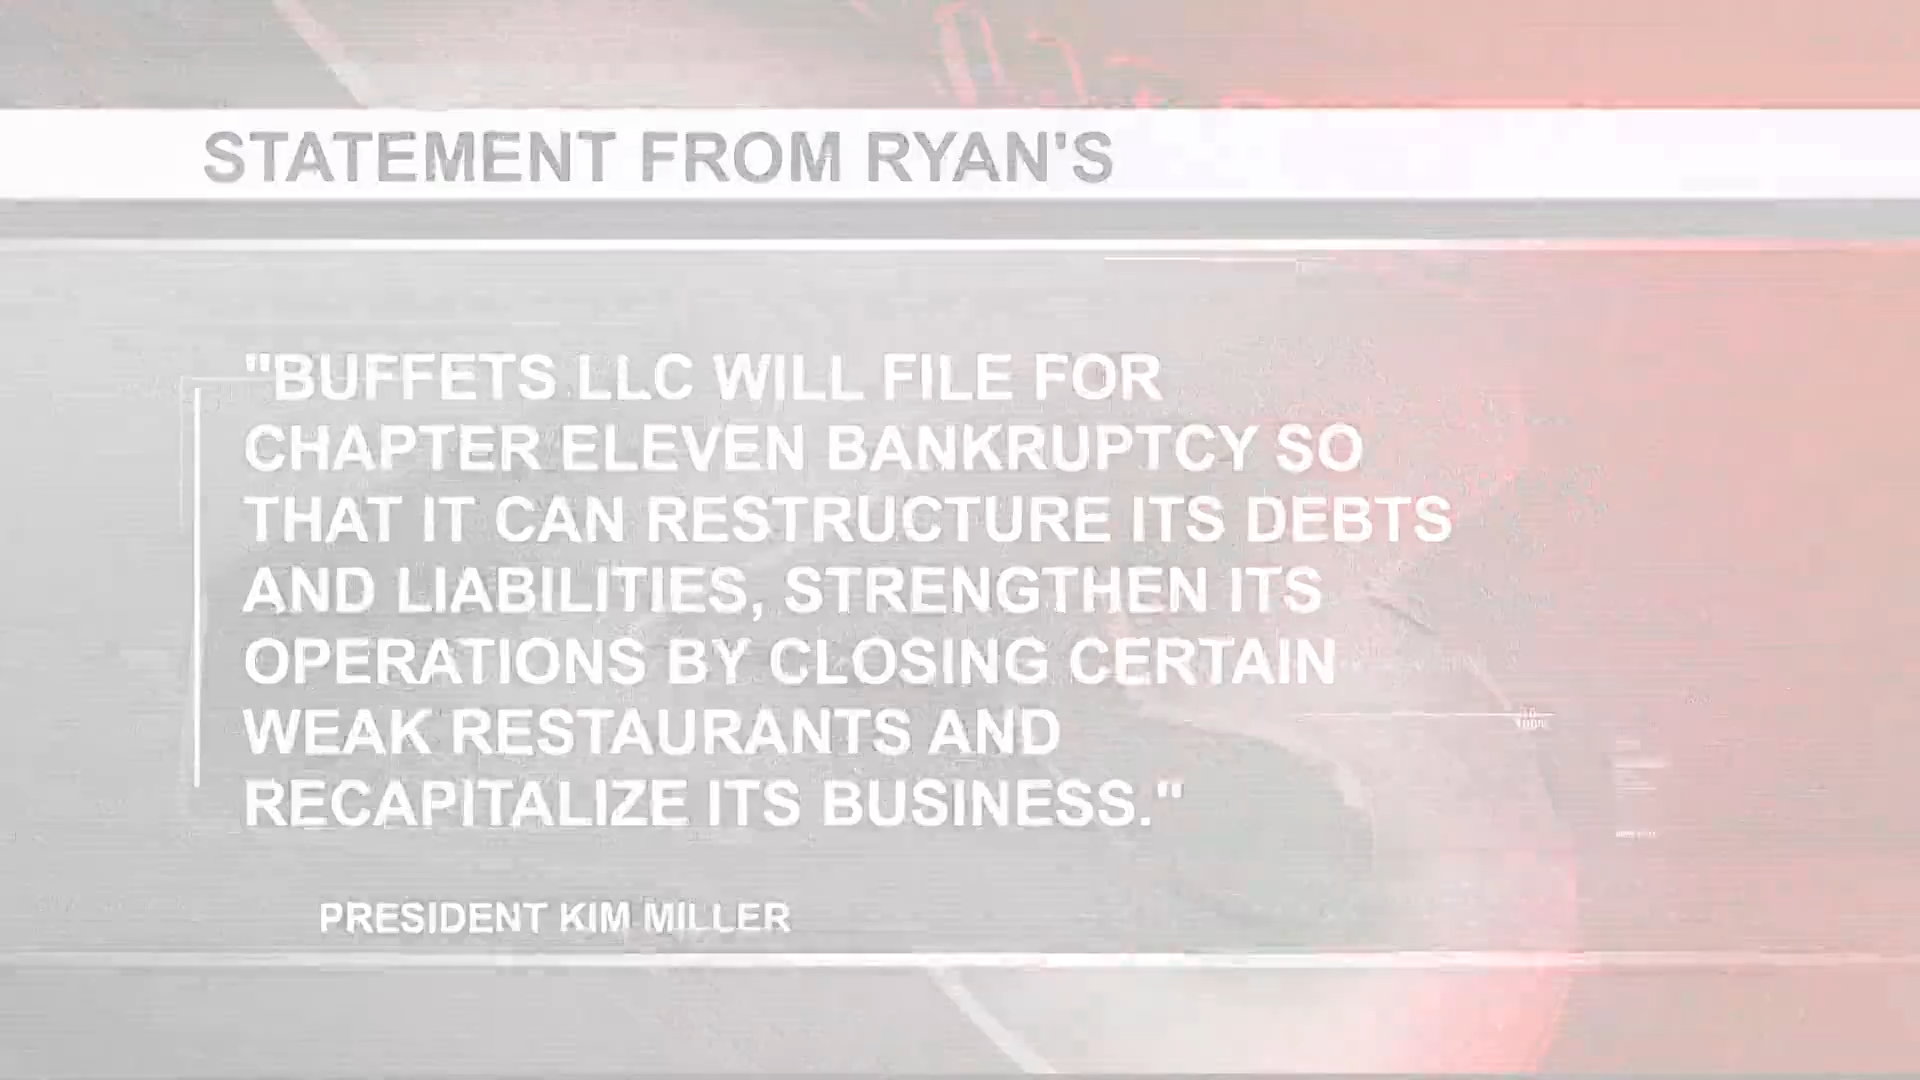 STATEMENT FROM RYAN'S
"BUFFETS LLC WILL FILE FOR
CHAPTER ELEVEN BANKRUPTCY SO
THAT IT CAN RESTRUCTURE ITS DEBTS
AND LIABILITIES, STRENGTHEN ITS
OPERATIONS BY CLOSING CERTAIN
WEAK RESTAURANTS AND
RECAPITALIZE ITS BUSINESS."
PRESIDENT KIM MILLER